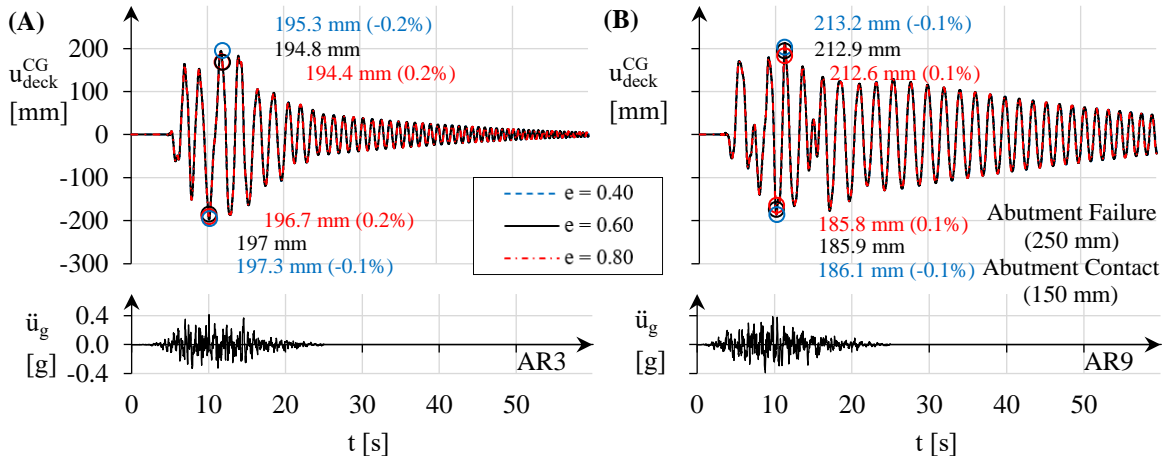 (A)
195.3 mm (-0.2%)
194.8 mm
194.4 mm (0.2%)
u_deck^CG
[mm]
200
100
0
-100
-200
-300
196.7 mm (0.2%)
197 mm
197.3 mm (-0.1%)
e = 0.40
e = 0.60
e = 0.80
ü_g
[g]
0.4
0.0
-0.4
AR3
0 10 20 30 40 50
t [s]
(B)
213.2 mm (-0.1%)
212.9 mm
212.6 mm (0.1%)
u_deck^CG
[mm]
185.8 mm (0.1%)
185.9 mm
186.1 mm (-0.1%)
Abutment Failure
(250 mm)
Abutment Contact
(150 mm)
ü_g
[g]
AR9
0 10 20 30 40 50
t [s]